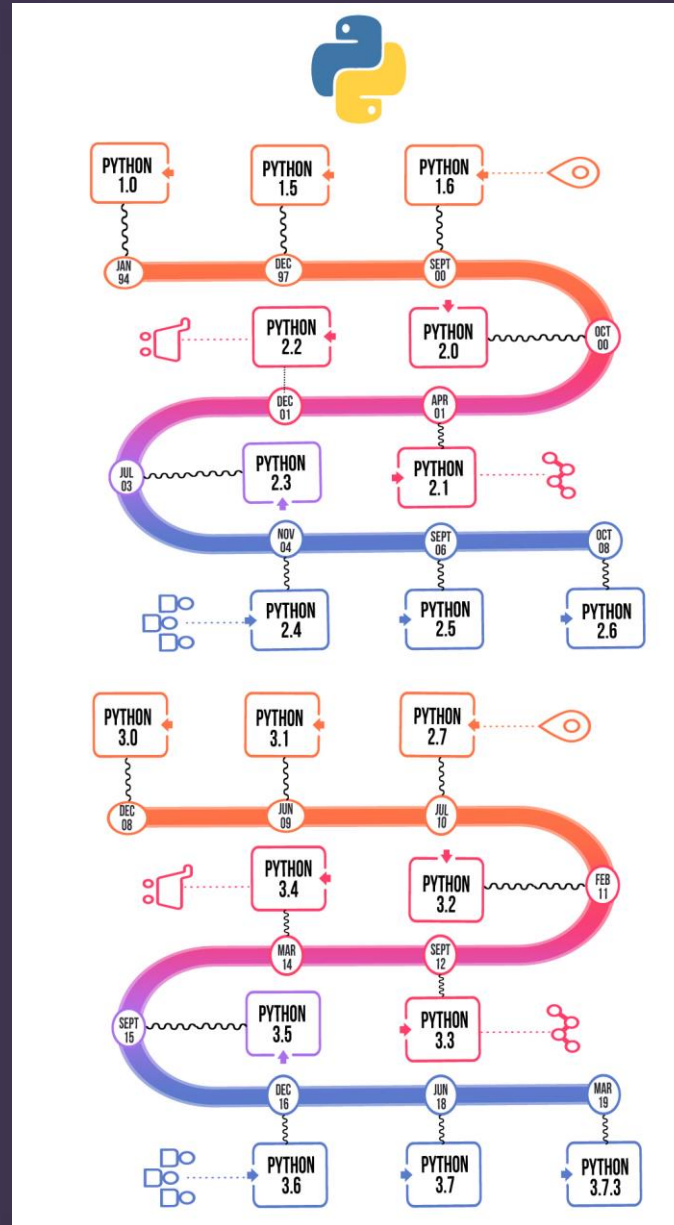 PYTHON
1.0
PYTHON
1.5
PYTHON
1.6
JAN
94
DEC
97
SEPT
00
PYTHON
2.2
PYTHON
2.0
OCT
00
DEC
01
APR
01
JUL
03
PYTHON
2.3
PYTHON
2.1
NOV
04
SEPT
06
OCT
08
PYTHON
2.4
PYTHON
2.5
PYTHON
2.6
PYTHON
3.0
PYTHON
3.1
PYTHON
2.7
DEC
08
JUN
09
JUL
10
PYTHON
3.4
PYTHON
3.2
FEB
11
MAR
14
SEPT
12
SEPT
15
PYTHON
3.5
PYTHON
3.3
DEC
16
JUN
18
MAR
19
PYTHON
3.6
PYTHON
3.7
PYTHON
3.7.3